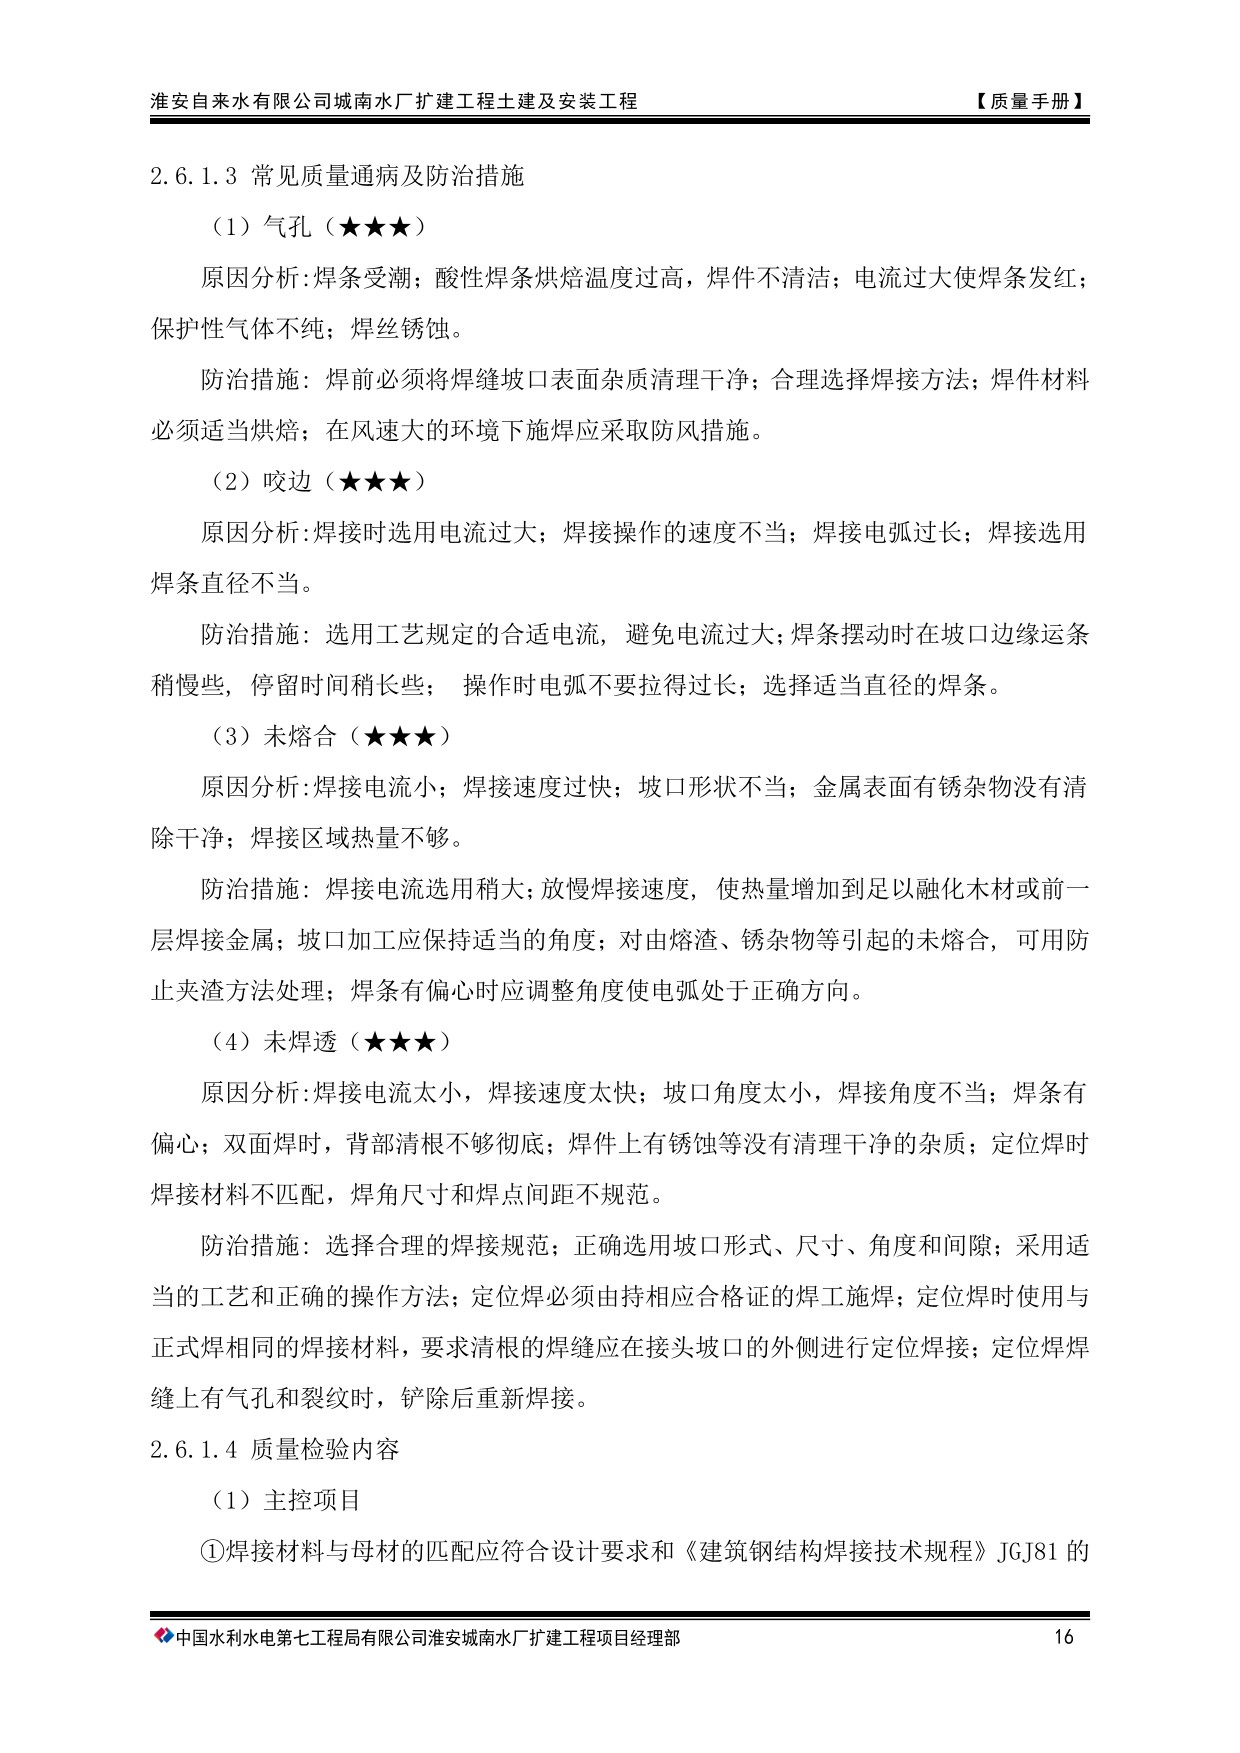 淮安自来水有限公司城南水厂扩建工程土建及安装工程 【质量手册】
2.6.1.3 常见质量通病及防治措施
（1）气孔（★★★）
原因分析:焊条受潮；酸性焊条烘焙温度过高，焊件不清洁；电流过大使焊条发红；
保护性气体不纯；焊丝锈蚀。
防治措施: 焊前必须将焊缝坡口表面杂质清理干净；合理选择焊接方法；焊件材料
必须适当烘焙；在风速大的环境下施焊应采取防风措施。
（2）咬边（★★★）
原因分析:焊接时选用电流过大；焊接操作的速度不当；焊接电弧过长；焊接选用
焊条直径不当。
防治措施: 选用工艺规定的合适电流, 避免电流过大;焊条摆动时在坡口边缘运条
稍慢些, 停留时间稍长些； 操作时电弧不要拉得过长；选择适当直径的焊条。
（3）未熔合（★★★）
原因分析:焊接电流小；焊接速度过快；坡口形状不当；金属表面有锈杂物没有清
除干净；焊接区域热量不够。
防治措施: 焊接电流选用稍大;放慢焊接速度, 使热量增加到足以融化木材或前一
层焊接金属；坡口加工应保持适当的角度；对由熔渣、锈杂物等引起的未熔合, 可用防
止夹渣方法处理；焊条有偏心时应调整角度使电弧处于正确方向。
（4）未焊透（★★★）
原因分析:焊接电流太小，焊接速度太快；坡口角度太小，焊接角度不当；焊条有
偏心；双面焊时，背部清根不够彻底；焊件上有锈蚀等没有清理干净的杂质；定位焊时
焊接材料不匹配，焊角尺寸和焊点间距不规范。
防治措施: 选择合理的焊接规范；正确选用坡口形式、尺寸、角度和间隙；采用适
当的工艺和正确的操作方法；定位焊必须由持相应合格证的焊工施焊；定位焊时使用与
正式焊相同的焊接材料，要求清根的焊缝应在接头坡口的外侧进行定位焊接；定位焊焊
缝上有气孔和裂纹时，铲除后重新焊接。
2.6.1.4 质量检验内容
（1）主控项目
①焊接材料与母材的匹配应符合设计要求和《建筑钢结构焊接技术规程》JGJ81 的
中国水利水电第七工程局有限公司淮安城南水厂扩建工程项目经理部 16